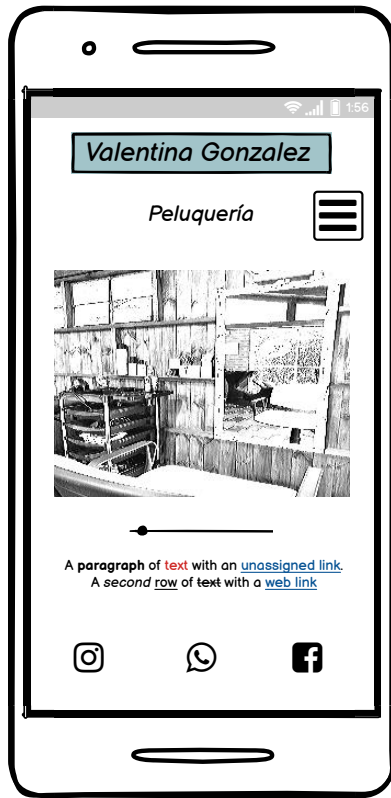 1:56
Valentina Gonzalez
Peluquería
A paragraph of text with an unassigned link.
A second row of text with a web link